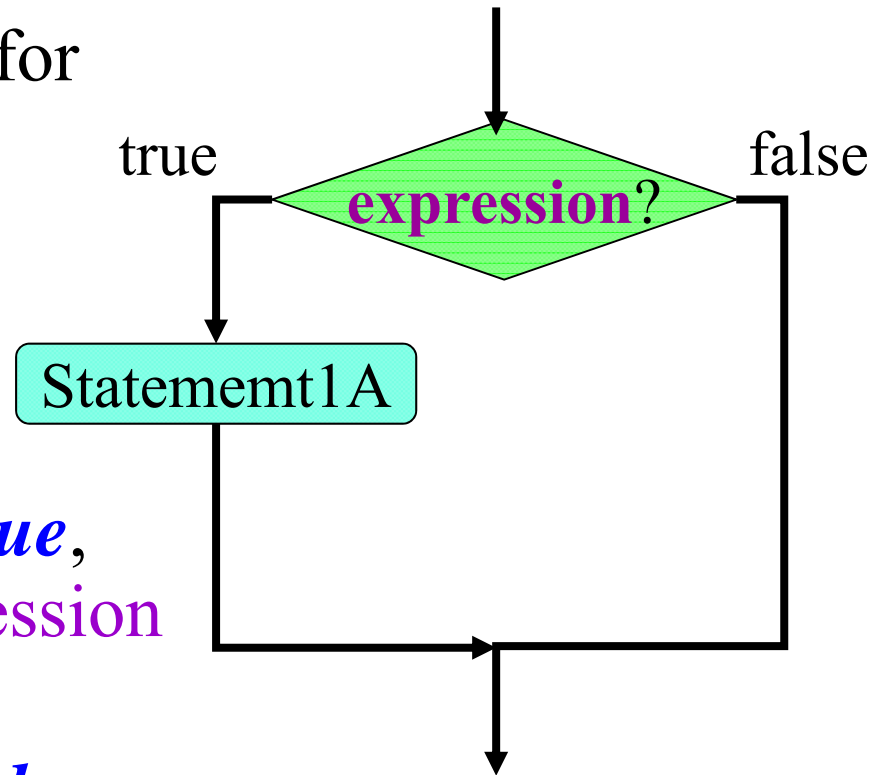 for
true
false
expression?
Statememt1A
ue,
ession